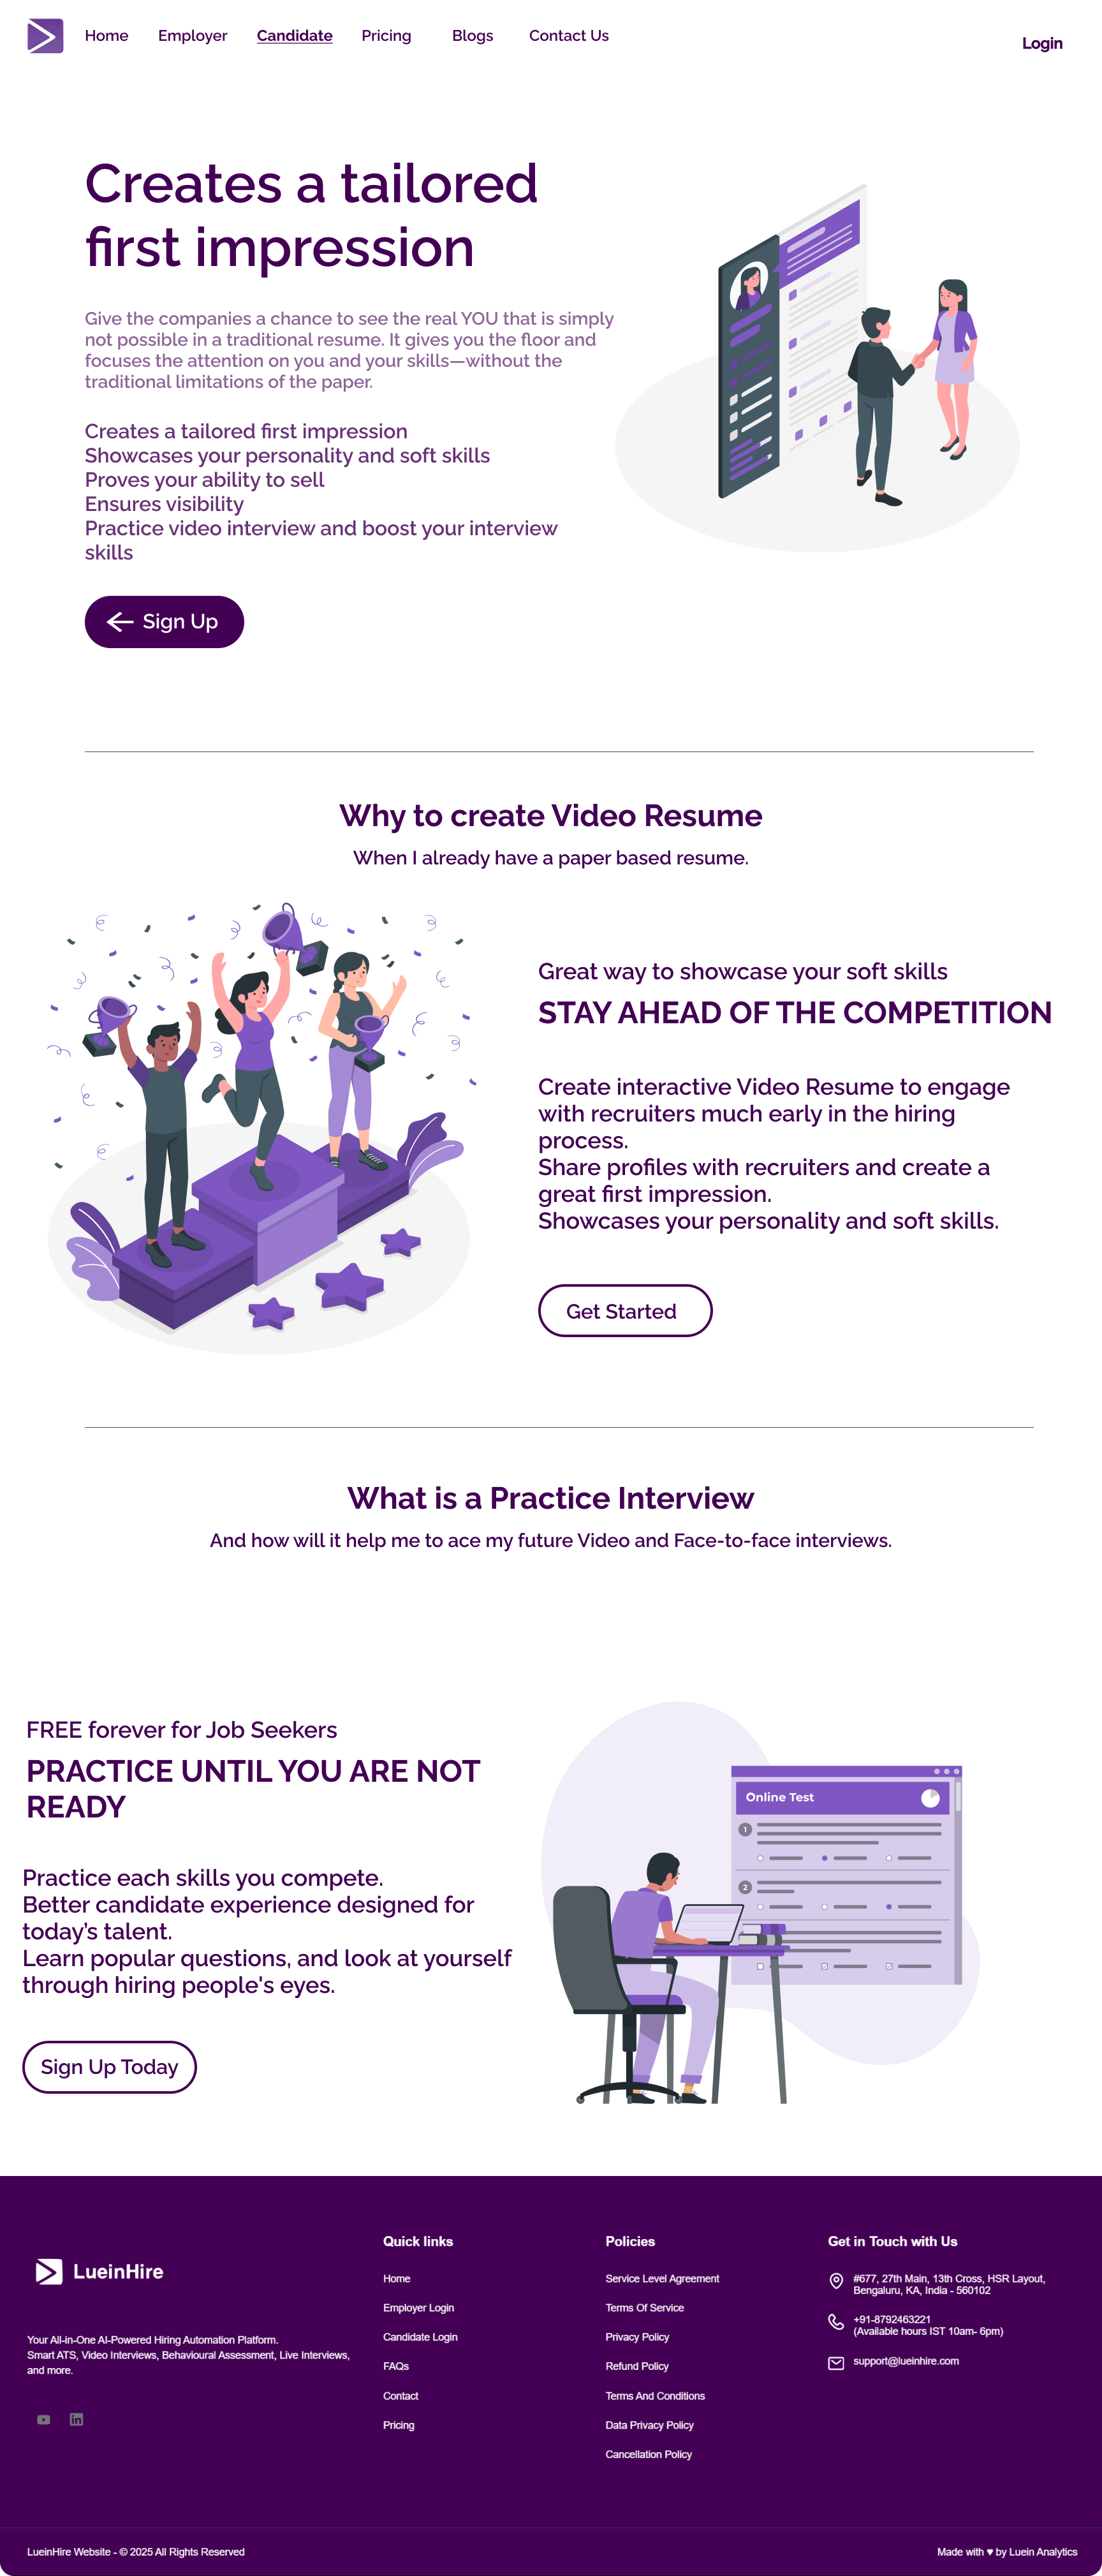 Home Employer Candidate Pricing Blogs Contact Us
Login
Creates a tailored
first impression
Give the companies a chance to see the real YOU that is simply
not possible in a traditional resume. It gives you the floor and
focuses the attention on you and your skills—without the
traditional limitations of the paper.
Creates a tailored first impression
Showcases your personality and soft skills
Proves your ability to sell
Ensures visibility
Practice video interview and boost your interview
skills
Sign Up
Why to create Video Resume
When I already have a paper based resume.
Great way to showcase your soft skills
STAY AHEAD OF THE COMPETITION
Create interactive Video Resume to engage
with recruiters much early in the hiring
process.
Share profiles with recruiters and create a
great first impression.
Showcases your personality and soft skills.
Get Started
What is a Practice Interview
And how will it help me to ace my future Video and Face-to-face interviews.
FREE forever for Job Seekers
PRACTICE UNTIL YOU ARE NOT
READY
Practice each skills you compete.
Better candidate experience designed for
today’s talent.
Learn popular questions, and look at yourself
through hiring people's eyes.
Sign Up Today
Online Test
1
2
LueinHire
Your All-in-One AI-Powered Hiring Automation Platform.
Smart ATS, Video Interviews, Behavioural Assessment, Live Interviews,
and more.
Quick links
Home
Employer Login
Candidate Login
FAQs
Contact
Pricing
Policies
Service Level Agreement
Terms Of Service
Privacy Policy
Refund Policy
Terms And Conditions
Data Privacy Policy
Cancellation Policy
Get in Touch with Us
#677, 27th Main, 13th Cross, HSR Layout,
Bengaluru, KA, India - 560102
+91-8792463221
(Available hours IST 10am- 6pm)
support@lueinhire.com
LueinHire Website - © 2025 All Rights Reserved
Made with ♥ by Luein Analytics